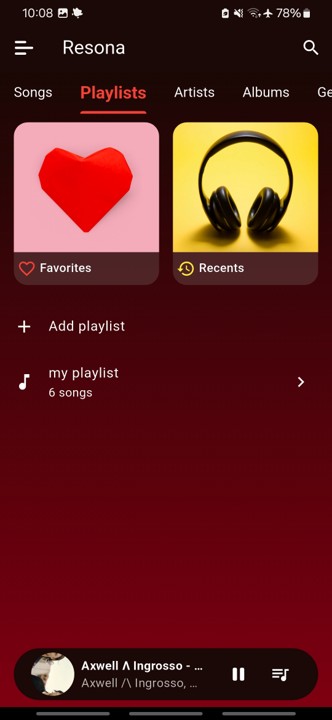 10:08
78%
Resona
Songs
Playlists
Artists
Albums
Ge
Favorites
Recents
Add playlist
my playlist
6 songs
Axwell Λ Ingrosso - ...
Axwell /\ Ingrosso, ...